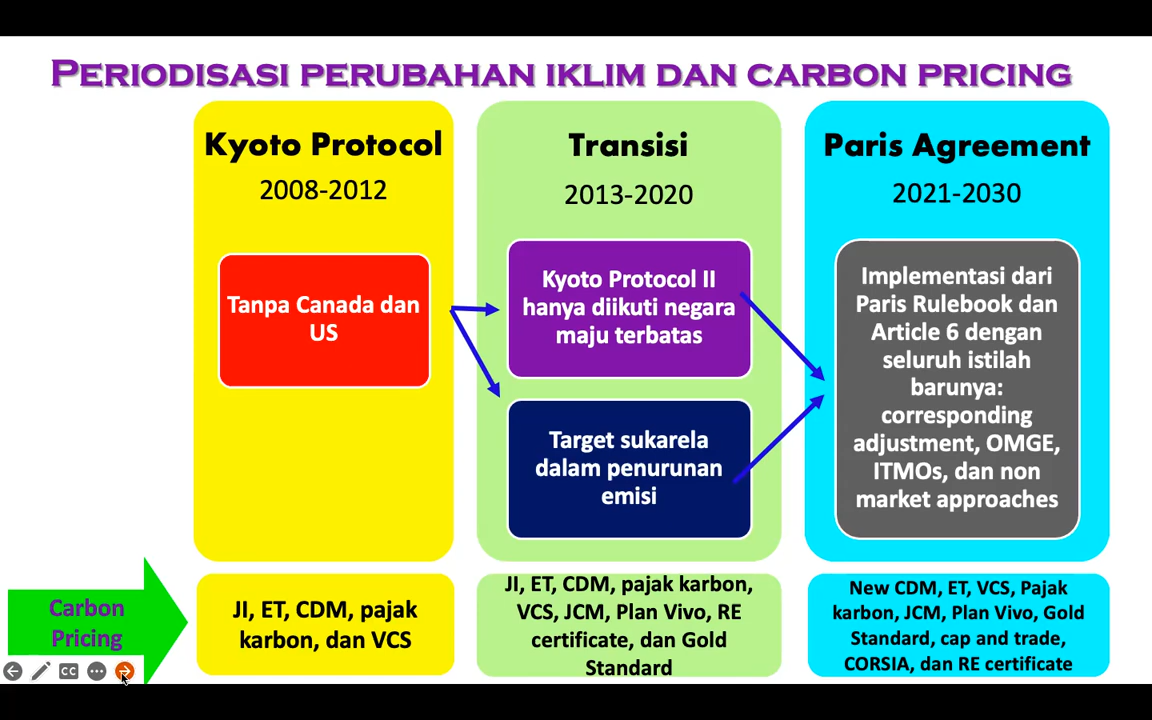 PERIODISASI PERUBAHAN IKLIM DAN CARBON PRICING
Kyoto Protocol
2008-2012
Tanpa Canada dan
US
Transisi
2013-2020
Kyoto Protocol II
hanya diikuti negara
maju terbatas
Target sukarela
dalam penurunan
emisi
Paris Agreement
2021-2030
Implementasi dari
Paris Rulebook dan
Article 6 dengan
seluruh istilah
barunya:
corresponding
adjustment, OMGE,
ITMOs, dan non
market approaches
Carbon
Pricing
JI, ET, CDM, pajak
karbon, dan VCS
JI, ET, CDM, pajak karbon,
VCS, JCM, Plan Vivo, RE
certificate, dan Gold
Standard
New CDM, ET, VCS, Pajak
karbon, JCM, Plan Vivo, Gold
Standard, cap and trade,
CORSIA, dan RE certificate
CC